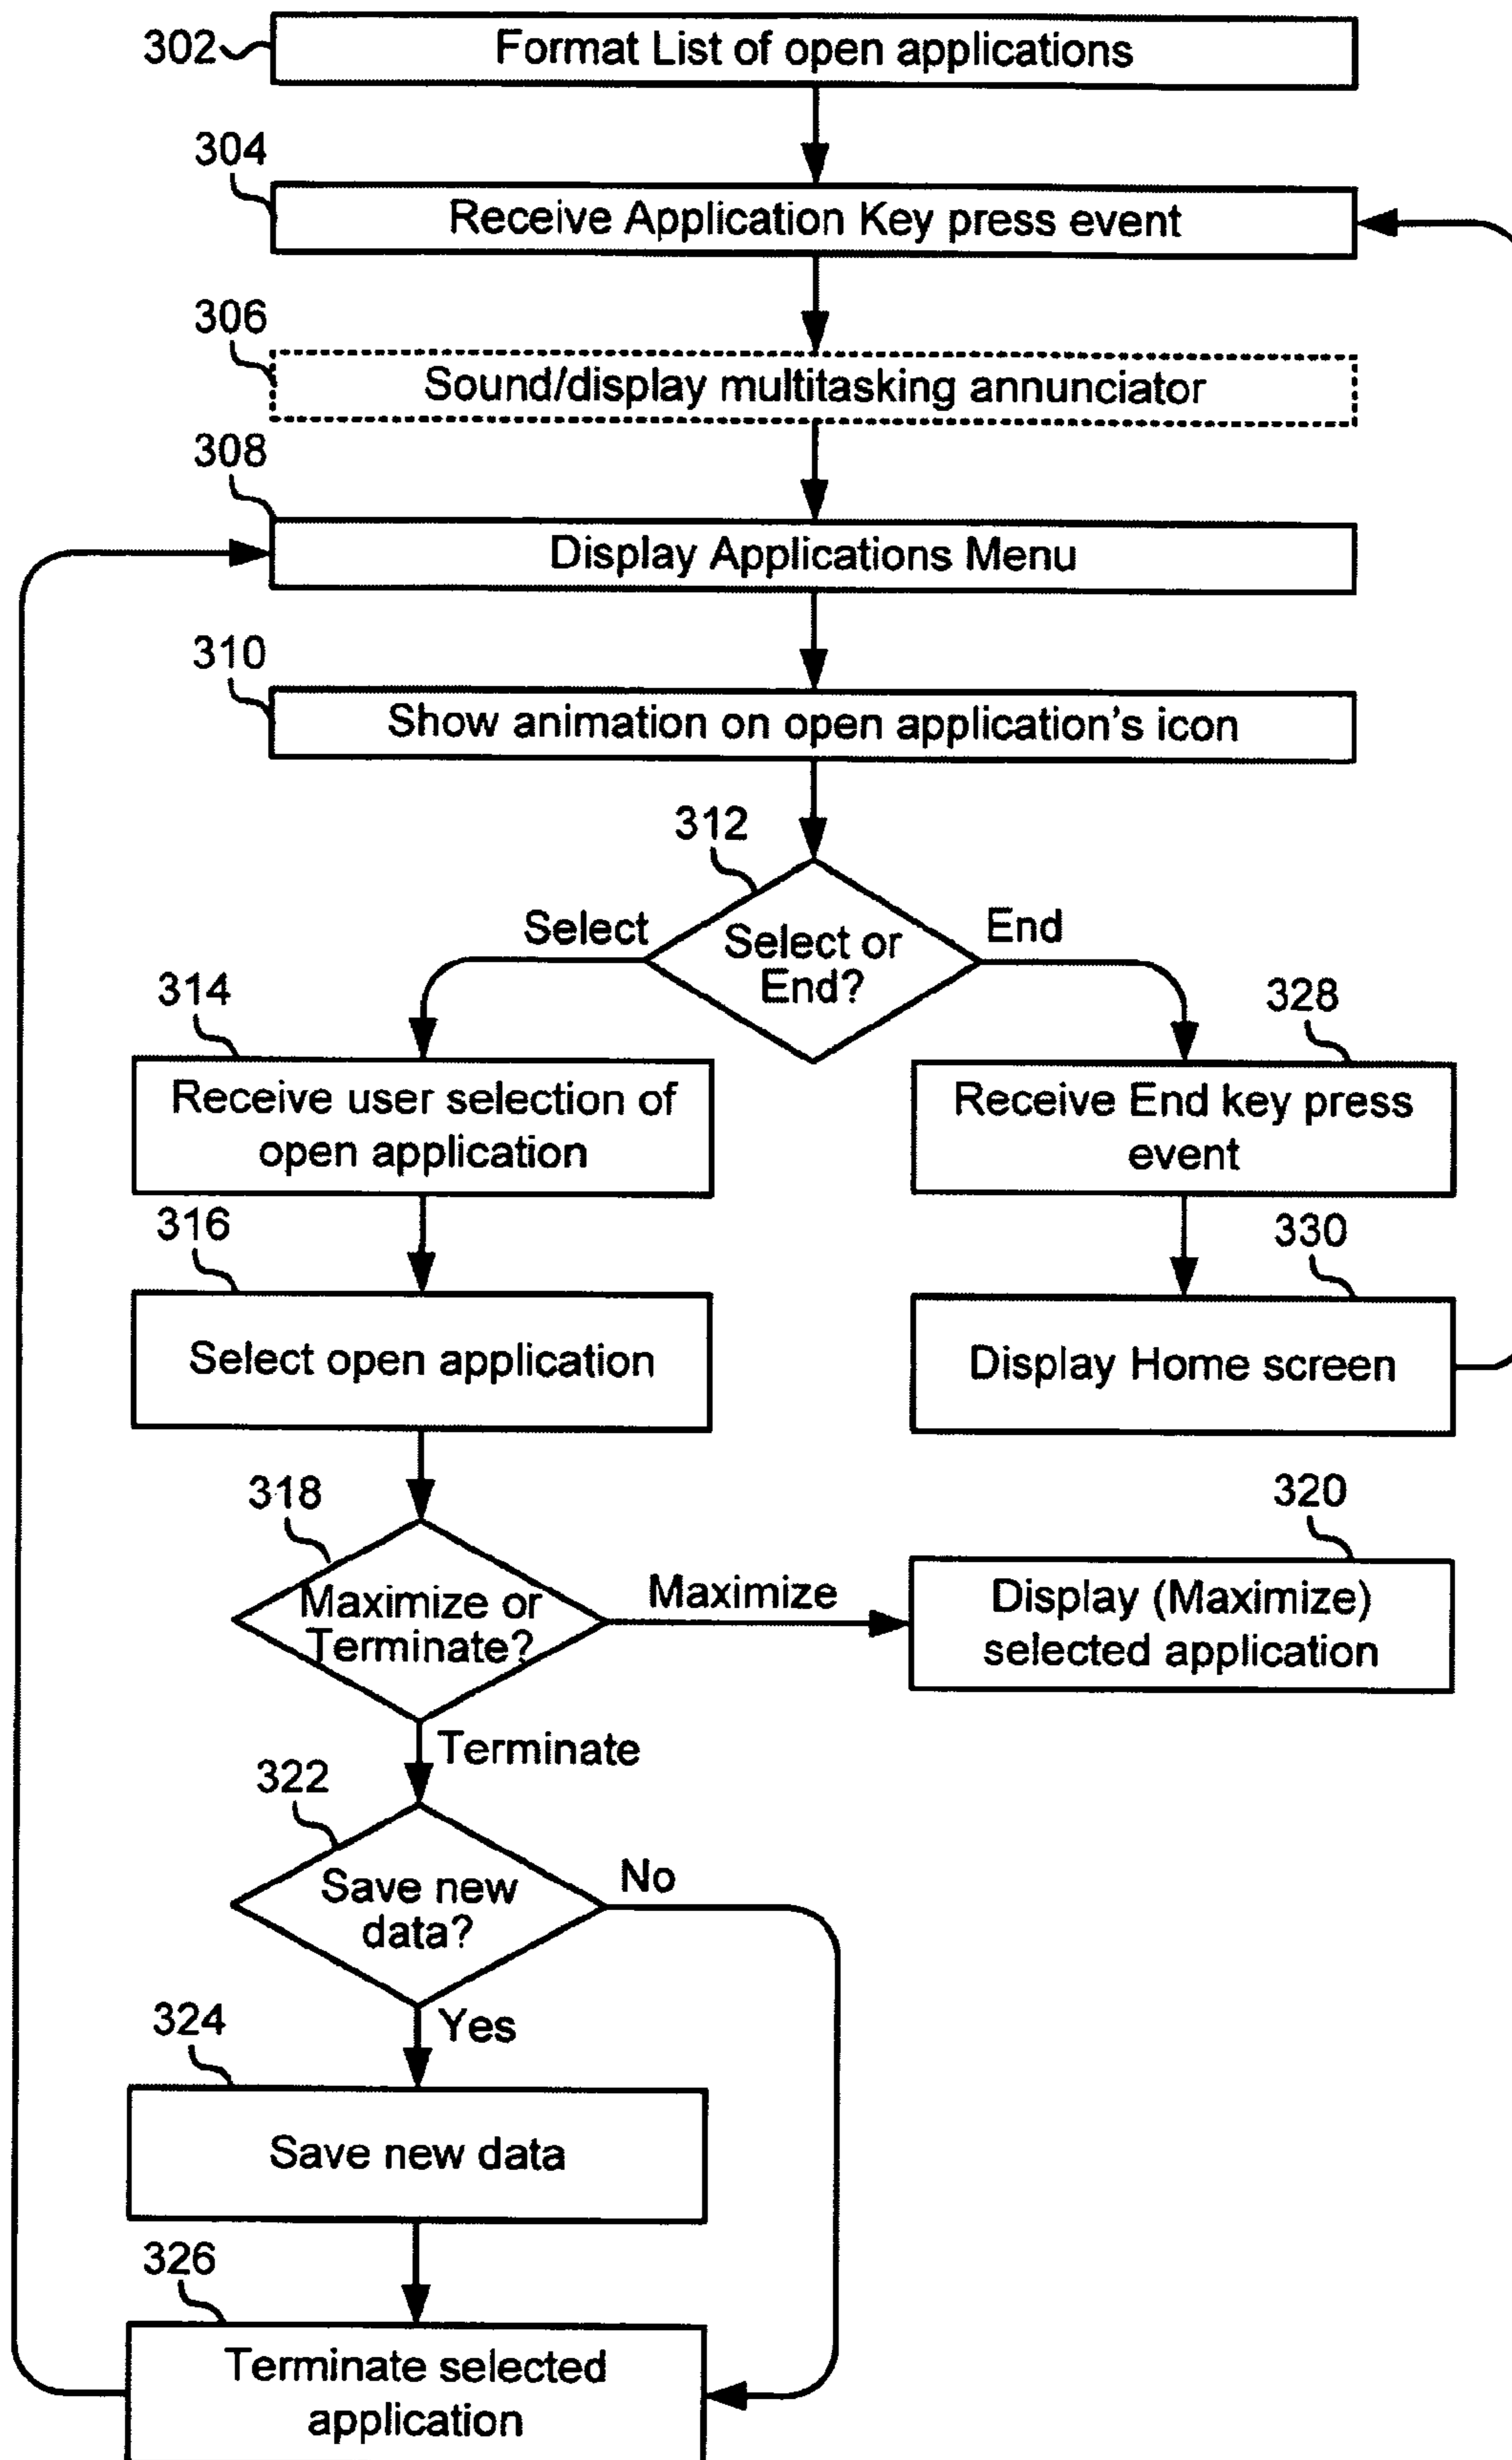 302
Format List of open applications
304
Receive Application Key press event
306
Sound/display multitasking annunciator
308
Display Applications Menu
310
Show animation on open application's icon
312
Select
Select or
End?
End
314
Receive user selection of
open application
328
Receive End key press
event
316
Select open application
330
Display Home screen
318
Maximize or
Terminate?
Maximize
320
Display (Maximize)
selected application
Terminate
322
Save new
data?
No
Yes
324
Save new data
326
Terminate selected
application